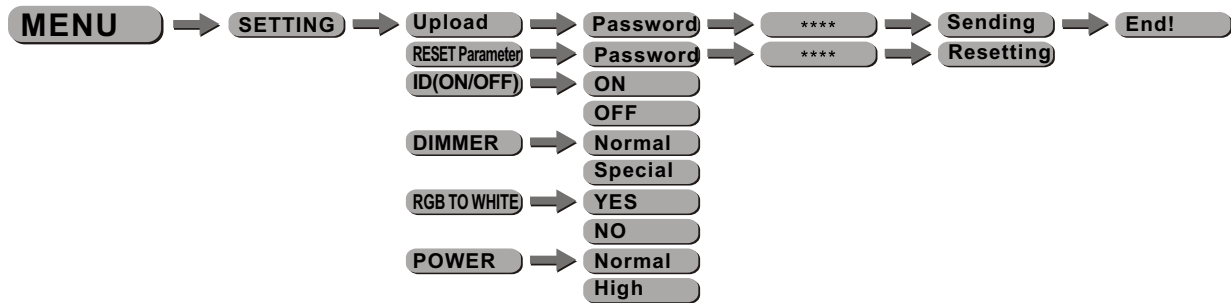 MENU SETTING Upload Password **** Sending End!
RESET Parameter Password **** Resetting
ID(ON/OFF) ON
OFF
DIMMER Normal
Special
RGB TO WHITE YES
NO
POWER Normal
High